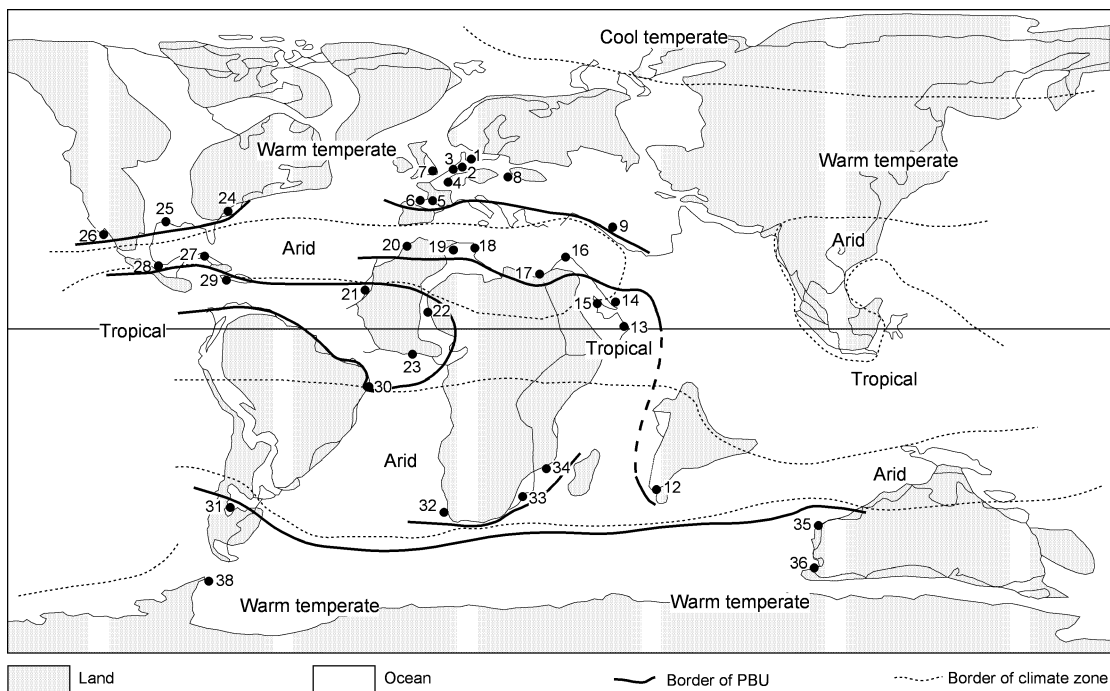 Cool temperate
Warm temperate
Warm temperate
1
3
2
7
4
8
6
5
24
25
26
9
Arid
Arid
20
19
18
16
27
28
17
29
21
15
14
22
13
Tropical
Tropical
23
Tropical
30
Arid
34
Arid
12
31
32
33
35
36
38
Warm temperate
Warm temperate
Land
Ocean
Border of PBU
Border of climate zone